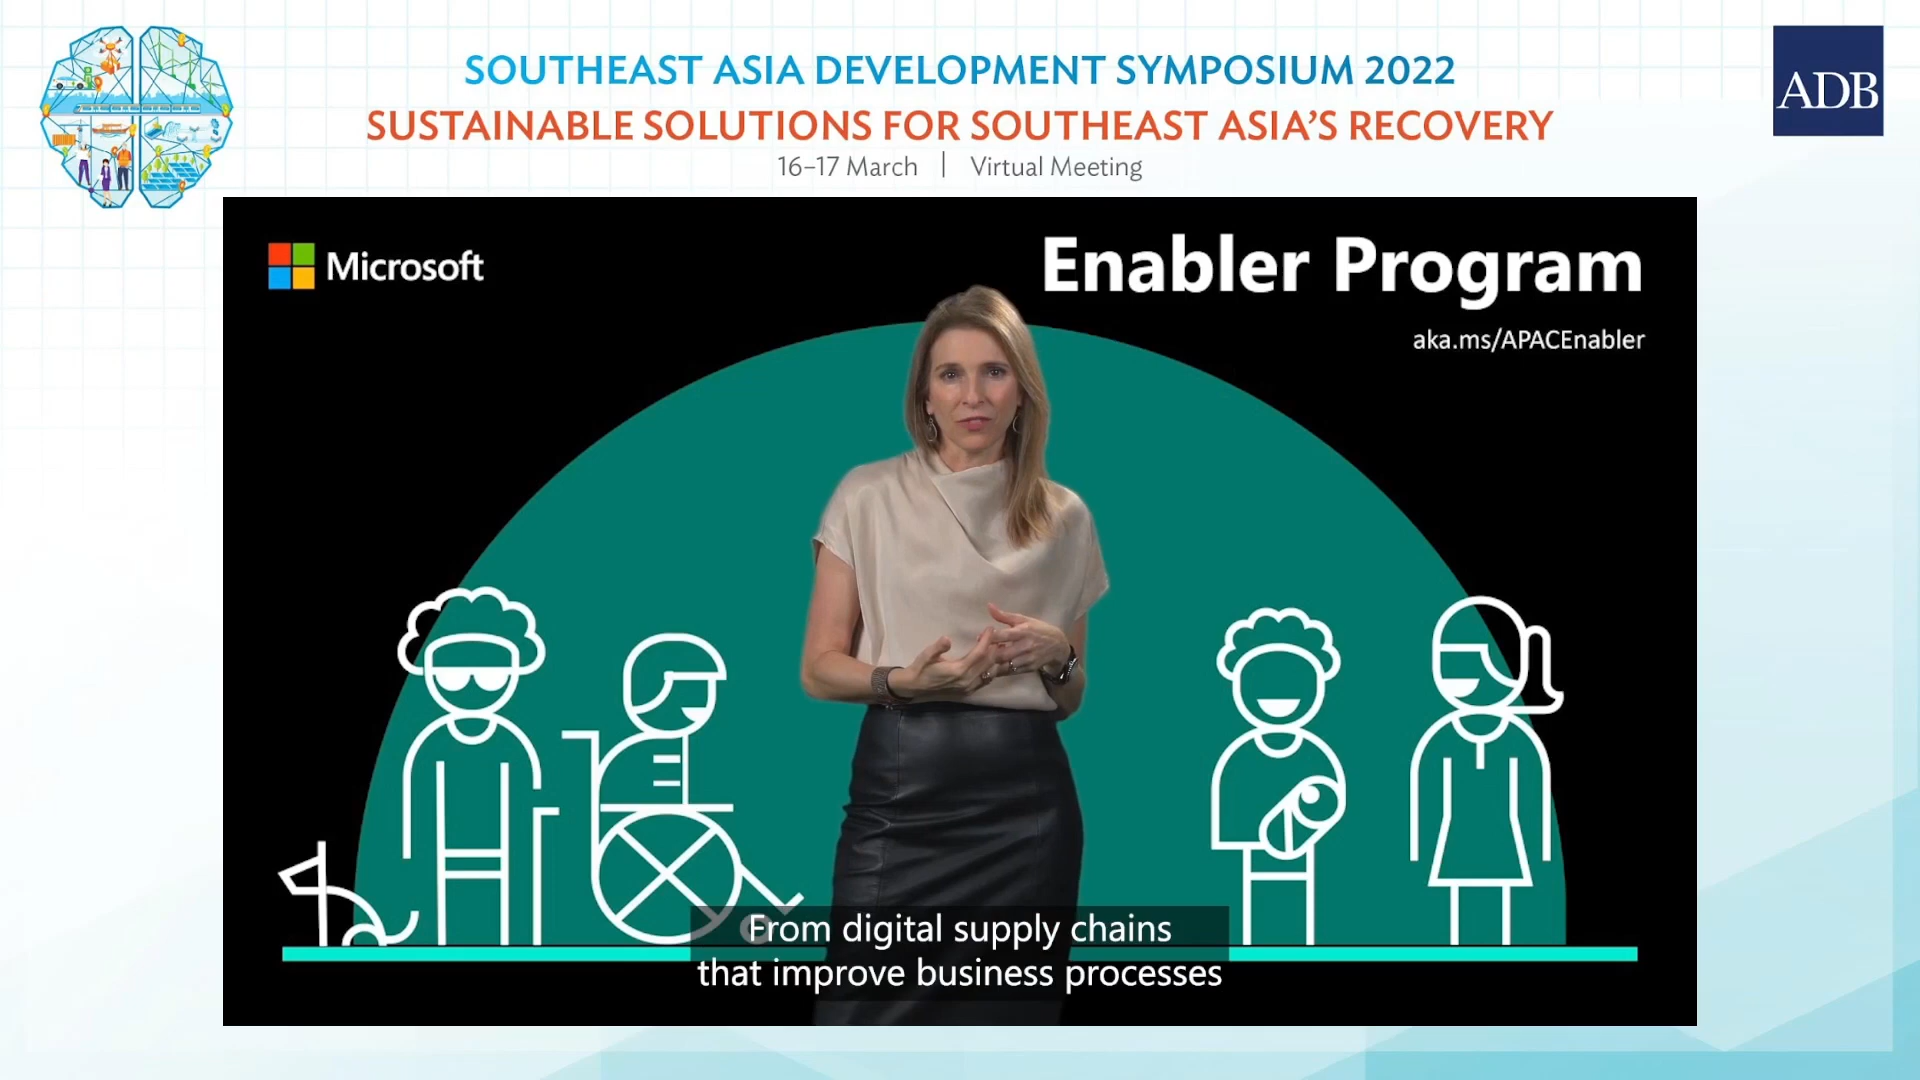 SOUTHEAST ASIA DEVELOPMENT SYMPOSIUM 2022
SUSTAINABLE SOLUTIONS FOR SOUTHEAST ASIA'S RECOVERY
16–17 March | Virtual Meeting
ADB
Microsoft
Enabler Program
aka.ms/APACEnabler
From digital supply chains
that improve business processes